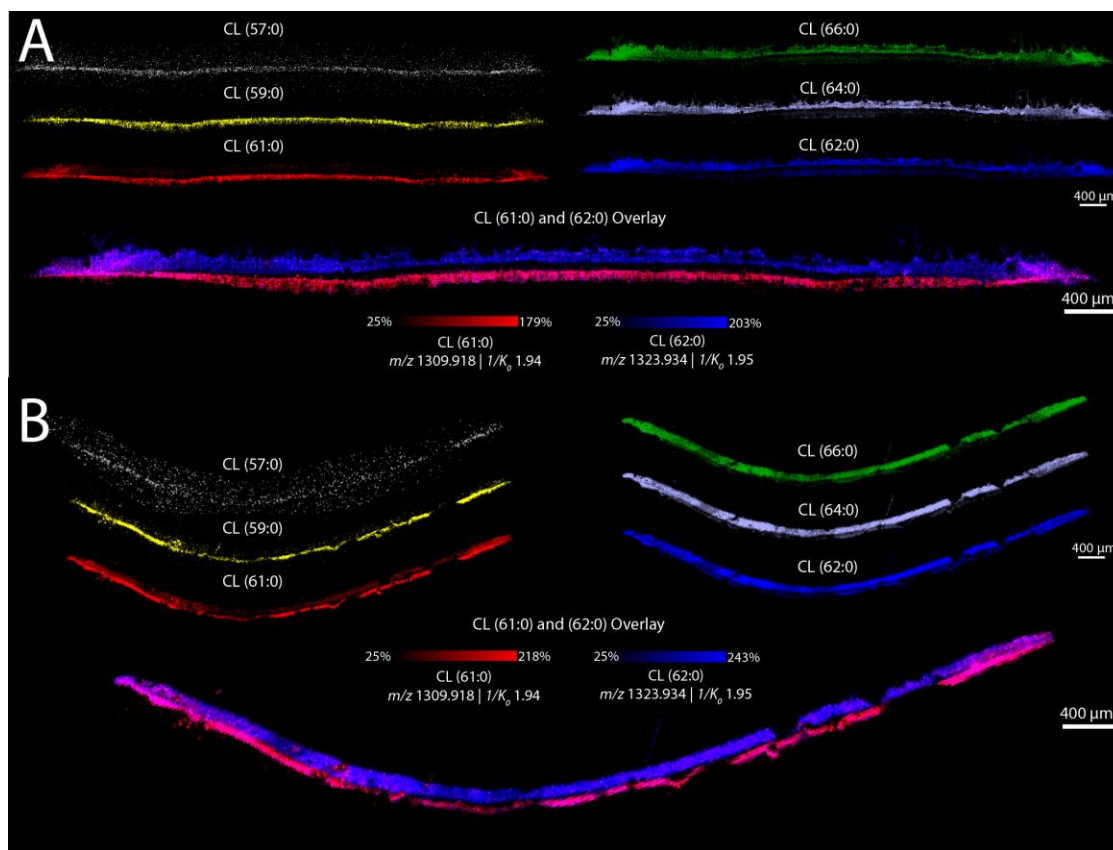 A
CL (57:0)
CL (59:0)
CL (61:0)
CL (66:0)
CL (64:0)
CL (62:0)
400 µm
CL (61:0) and (62:0) Overlay
400 µm
25% 179%
CL (61:0)
m/z 1309.918 | 1/K₀ 1.94
25% 203%
CL (62:0)
m/z 1323.934 | 1/K₀ 1.95
B
CL (57:0)
CL (59:0)
CL (61:0)
CL (66:0)
CL (64:0)
CL (62:0)
400 µm
CL (61:0) and (62:0) Overlay
25% 218%
CL (61:0)
m/z 1309.918 | 1/K₀ 1.94
25% 243%
CL (62:0)
m/z 1323.934 | 1/K₀ 1.95
400 µm